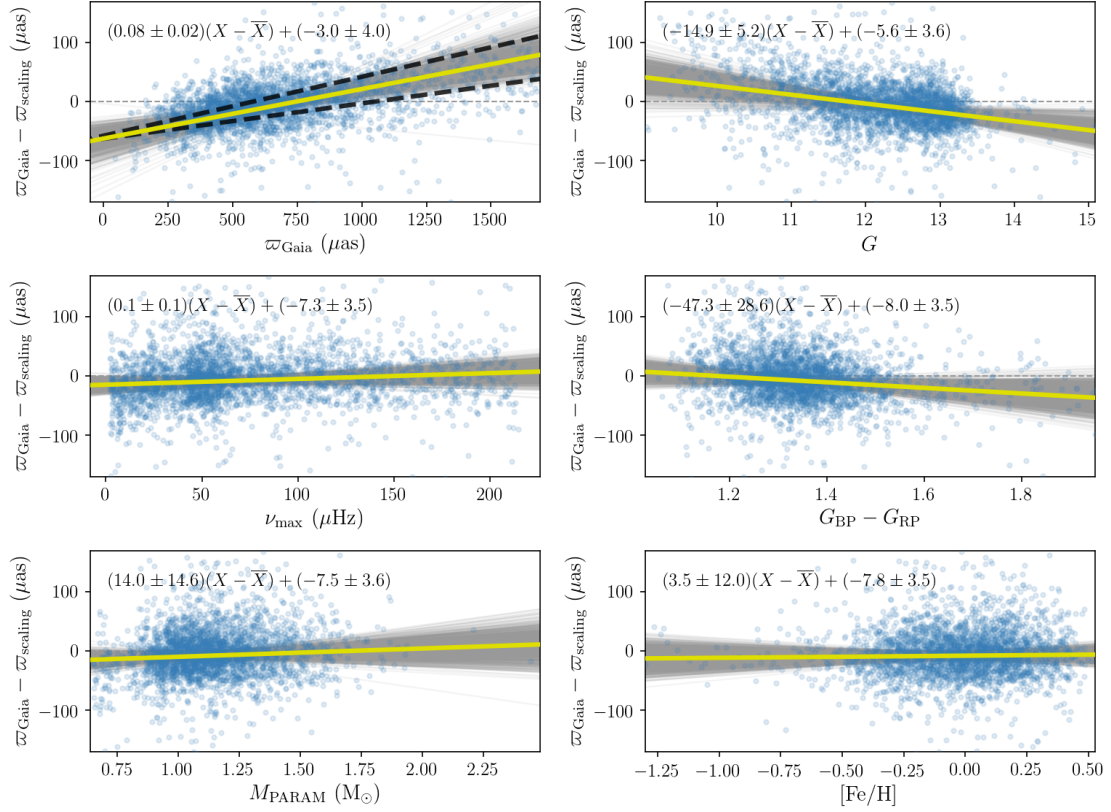 (0.08 ± 0.02)(X − X̅) + (−3.0 ± 4.0)
100
0
−100
ϖGaia − ϖscaling (μas)
0 250 500 750 1000 1250 1500
ϖGaia (μas)
(−14.9 ± 5.2)(X − X̅) + (−5.6 ± 3.6)
100
0
−100
ϖGaia − ϖscaling (μas)
10 11 12 13 14 15
G
(0.1 ± 0.1)(X − X̅) + (−7.3 ± 3.5)
100
0
−100
ϖGaia − ϖscaling (μas)
0 50 100 150 200
νmax (μHz)
(−47.3 ± 28.6)(X − X̅) + (−8.0 ± 3.5)
100
0
−100
ϖGaia − ϖscaling (μas)
1.2 1.4 1.6 1.8
GBP − GRP
(14.0 ± 14.6)(X − X̅) + (−7.5 ± 3.6)
100
0
−100
ϖGaia − ϖscaling (μas)
0.75 1.00 1.25 1.50 1.75 2.00 2.25
MPARAM (M⊙)
(3.5 ± 12.0)(X − X̅) + (−7.8 ± 3.5)
100
0
−100
ϖGaia − ϖscaling (μas)
−1.25 −1.00 −0.75 −0.50 −0.25 0.00 0.25 0.50
[Fe/H]